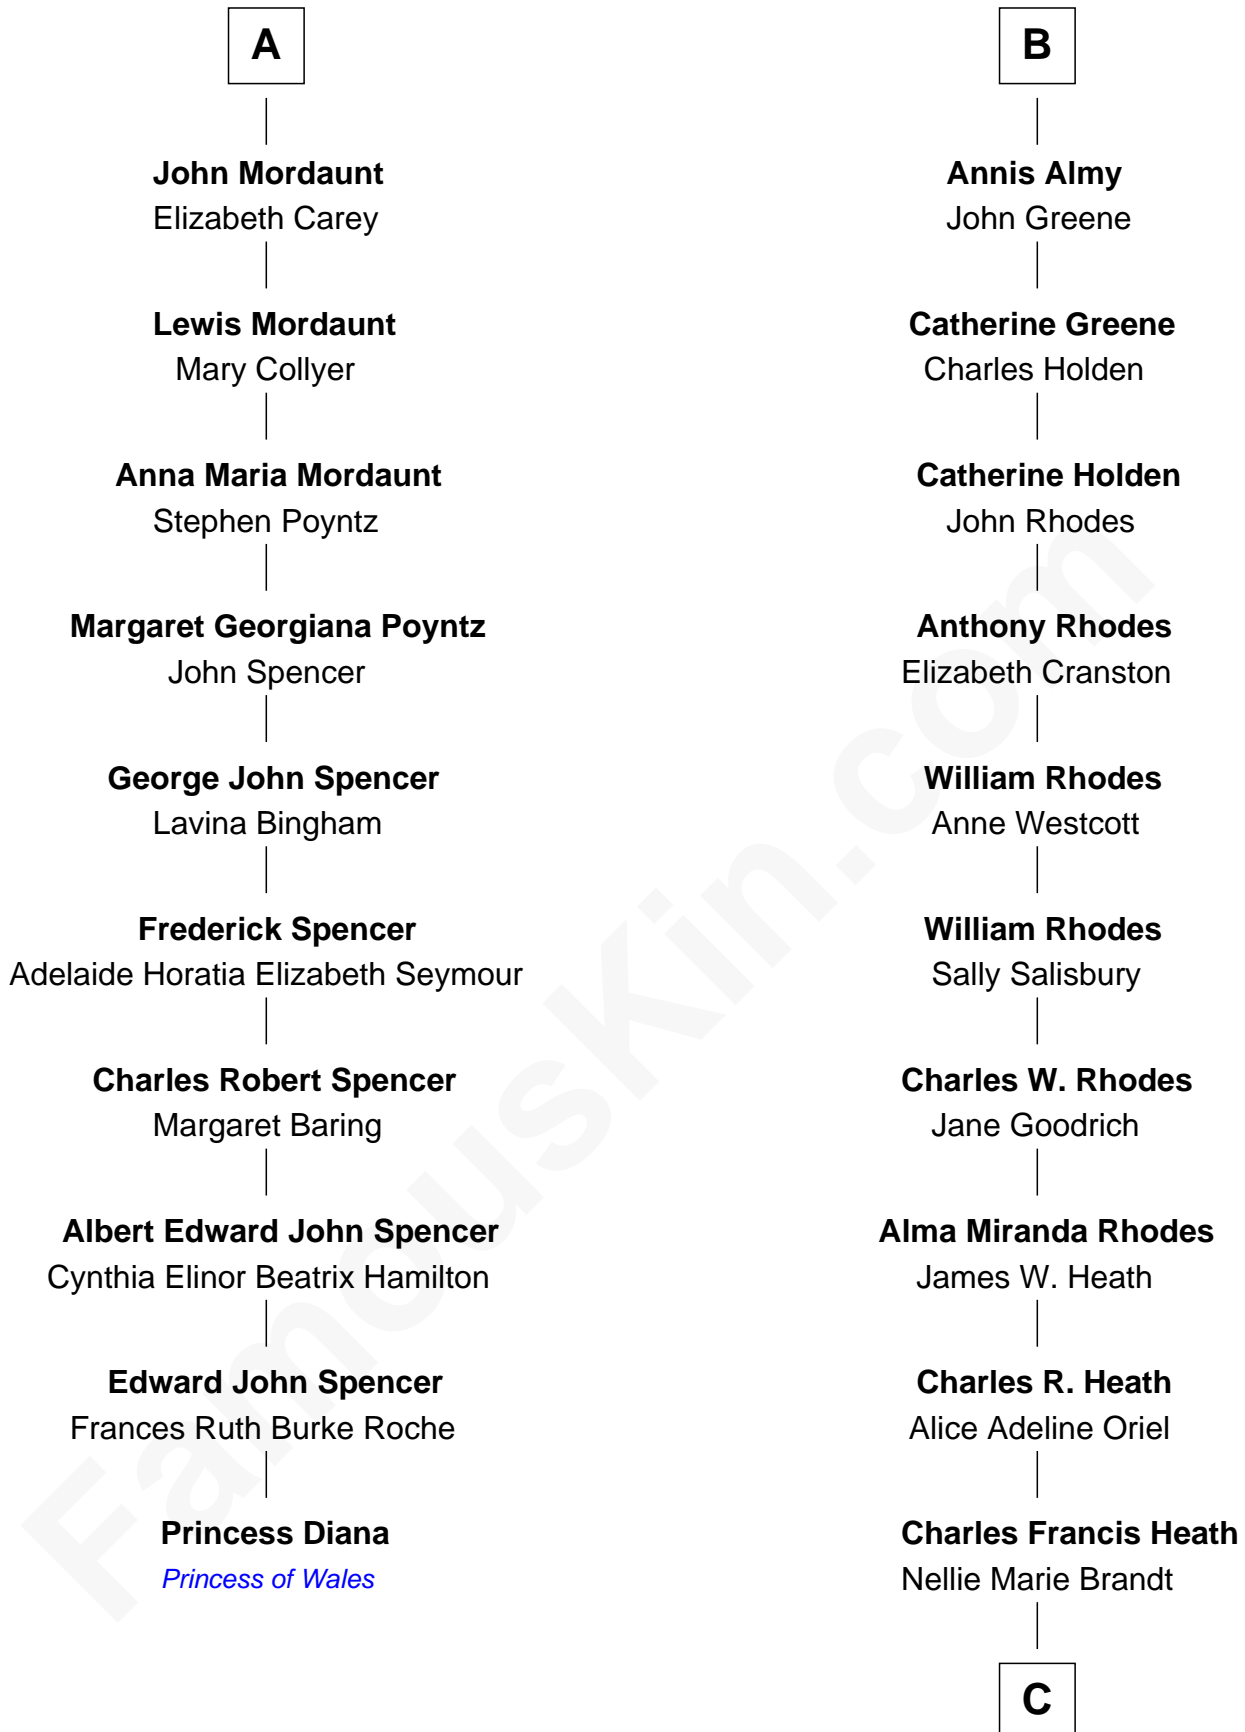 A
John Mordaunt
Elizabeth Carey
Lewis Mordaunt
Mary Collyer
Anna Maria Mordaunt
Stephen Poyntz
Margaret Georgiana Poyntz
John Spencer
George John Spencer
Lavina Bingham
Frederick Spencer
Adelaide Horatia Elizabeth Seymour
Charles Robert Spencer
Margaret Baring
Albert Edward John Spencer
Cynthia Elinor Beatrix Hamilton
Edward John Spencer
Frances Ruth Burke Roche
Princess Diana
Princess of Wales
B
Annis Almy
John Greene
Catherine Greene
Charles Holden
Catherine Holden
John Rhodes
Anthony Rhodes
Elizabeth Cranston
William Rhodes
Anne Westcott
William Rhodes
Sally Salisbury
Charles W. Rhodes
Jane Goodrich
Alma Miranda Rhodes
James W. Heath
Charles R. Heath
Alice Adeline Oriel
Charles Francis Heath
Nellie Marie Brandt
C
FamousKin.com